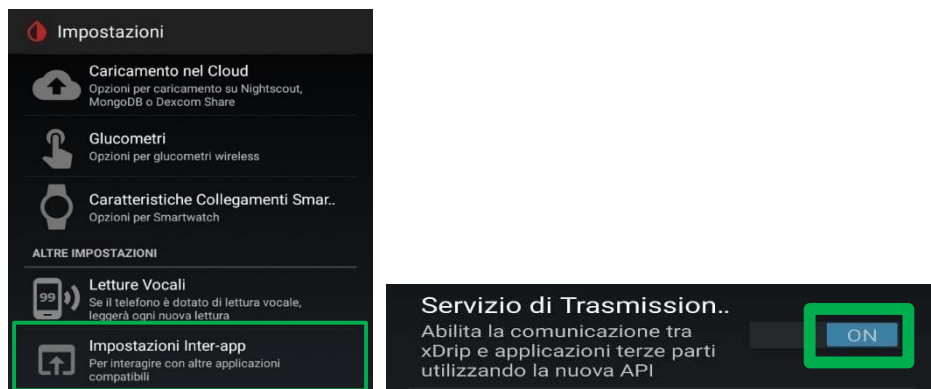 Impostazioni
Caricamento nel Cloud
Opzioni per caricamento su Nightscout,
MongoDB o Dexcom Share
Glucometri
Opzioni per glucometri wireless
Caratteristiche Collegamenti Smar..
Opzioni per Smartwatch
ALTRE IMPOSTAZIONI
99
Letture Vocali
Se il telefono è dotato di lettura vocale,
leggerà ogni nuova lettura
Impostazioni Inter-app
Per interagire con altre applicazioni
compatibili
Servizio di Trasmission..
Abilita la comunicazione tra
xDrip e applicazioni terze parti
utilizzando la nuova API
ON